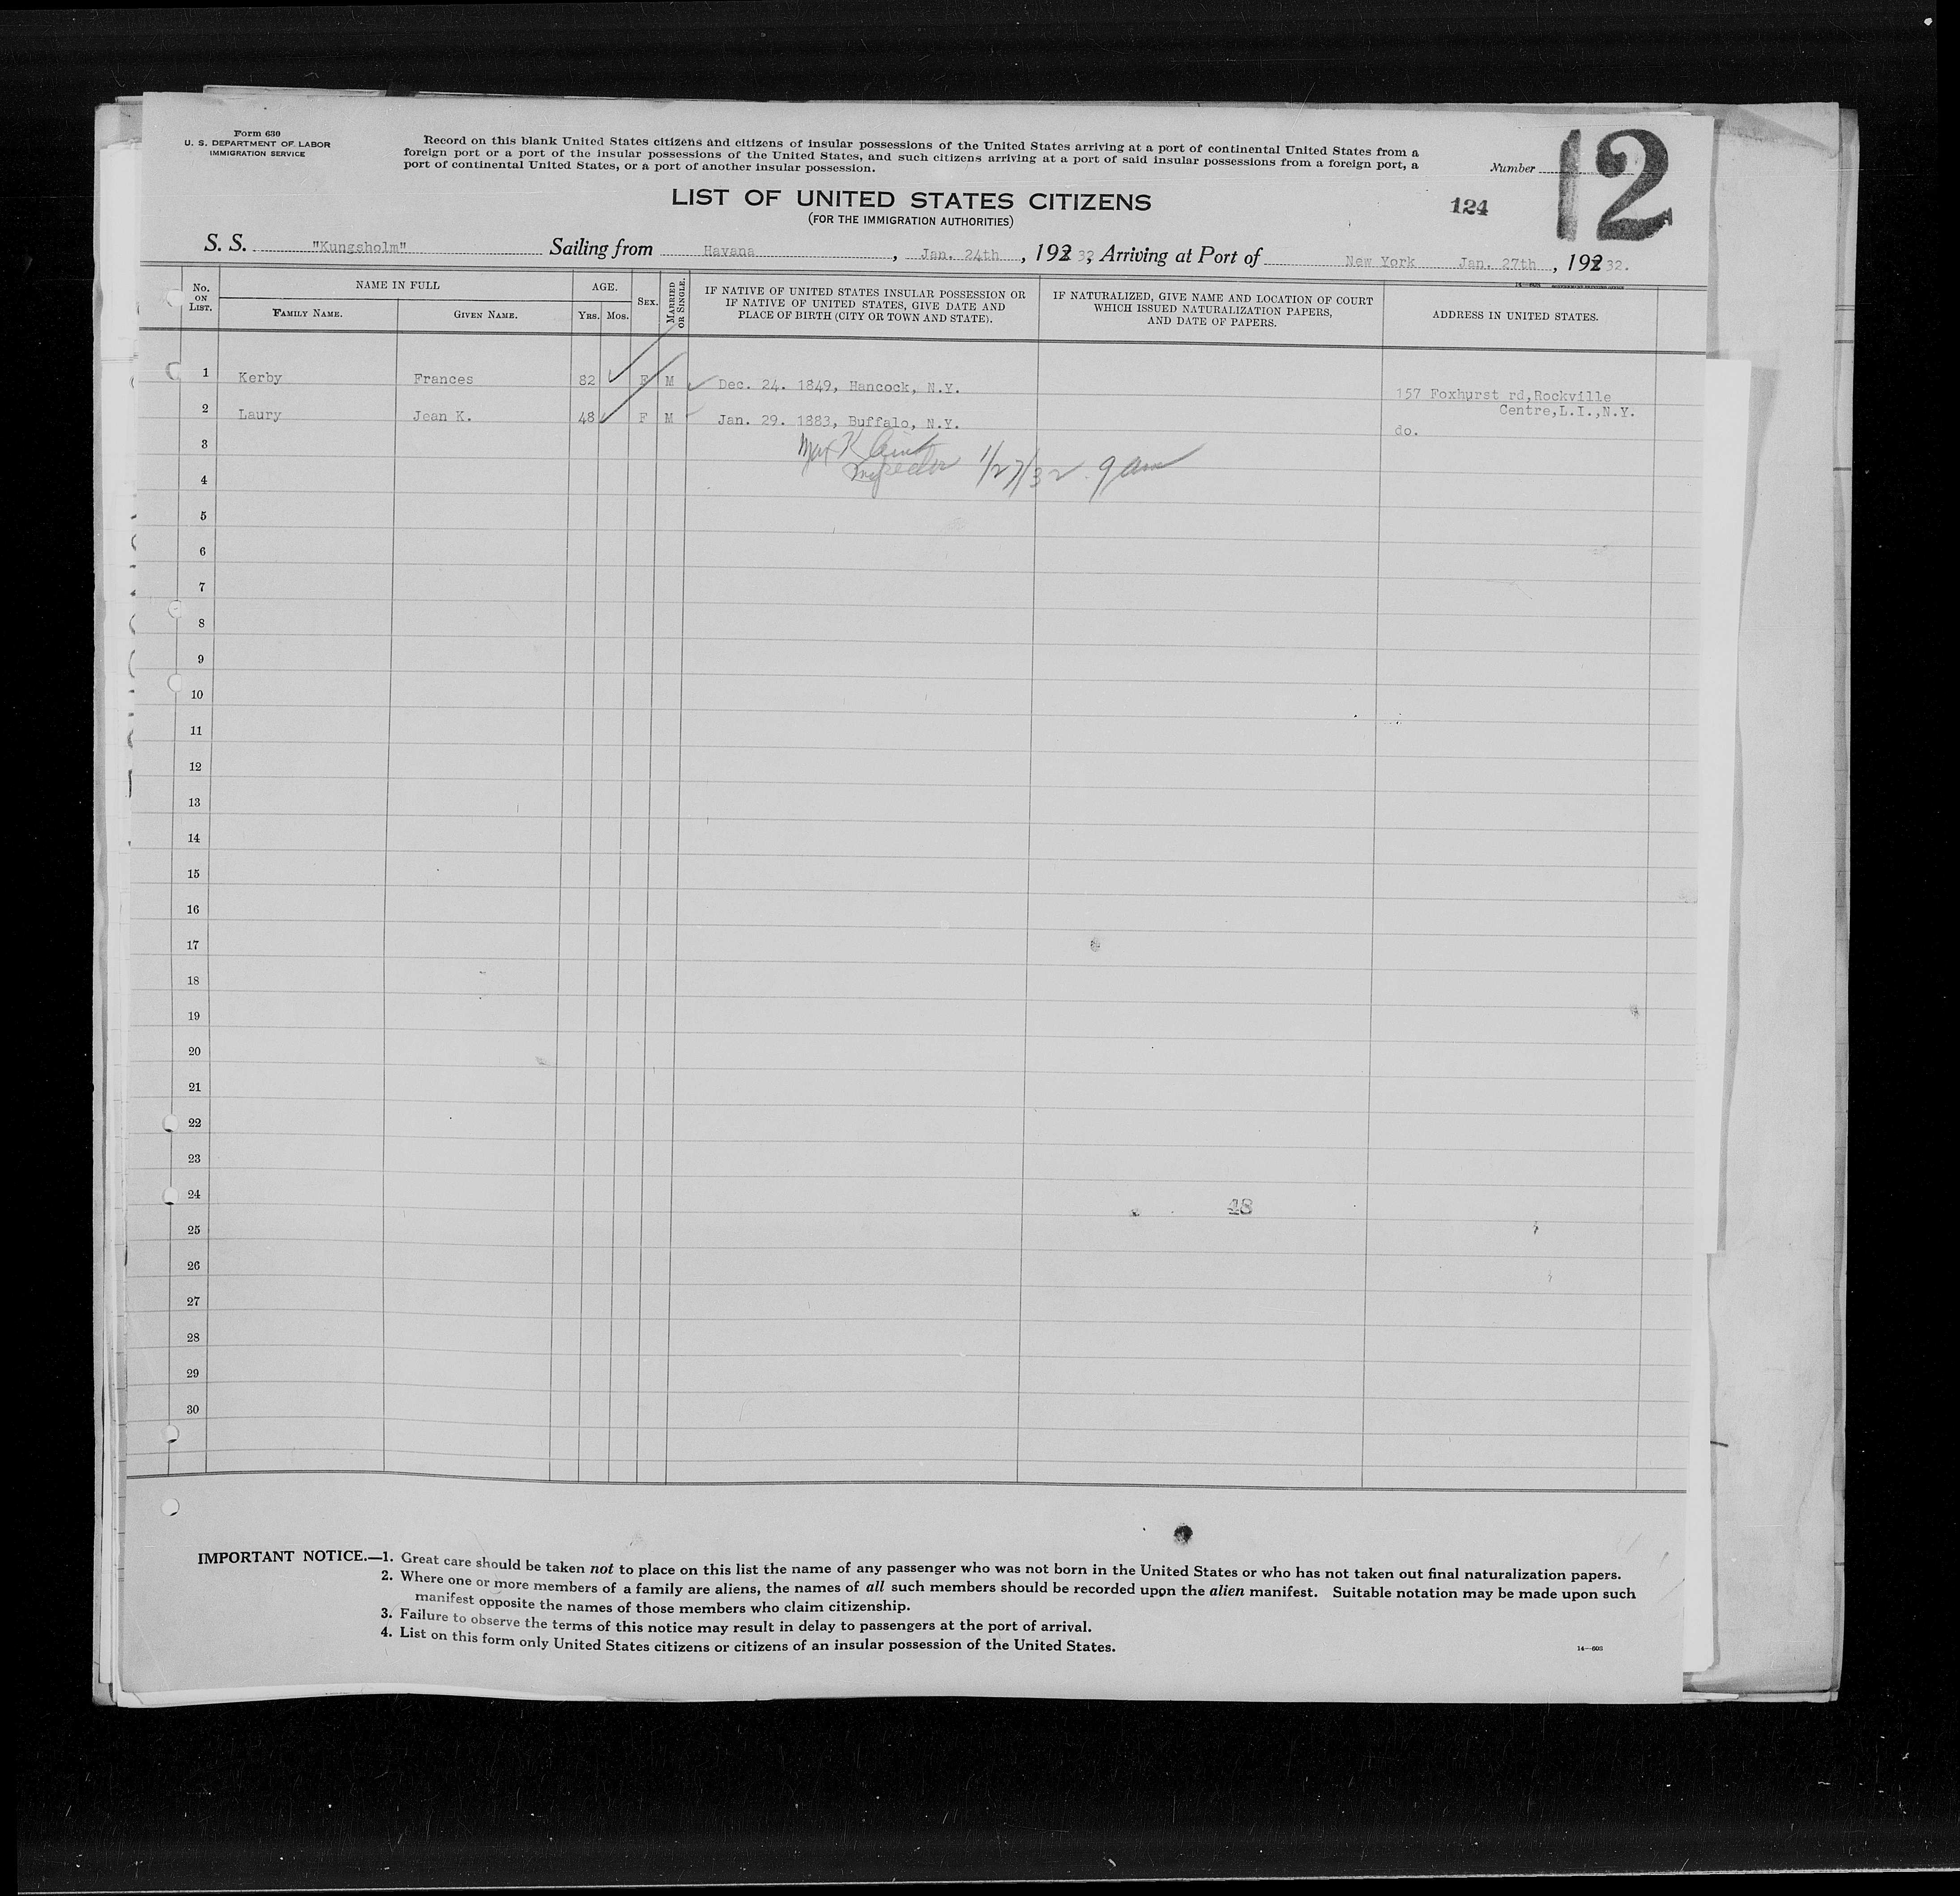 Form 630
U. S. DEPARTMENT OF LABOR
IMMIGRATION SERVICE
Record on this blank United States citizens and citizens of insular possessions of the United States arriving at a port of continental United States from a
foreign port or a port of the insular possessions of the United States, and such citizens arriving at a port of said insular possessions from a foreign port, a
port of continental United States, or a port of another insular possession.
Number
12
124
LIST OF UNITED STATES CITIZENS
(FOR THE IMMIGRATION AUTHORITIES)
S. S. "Kungsholm" Sailing from Havana, Jan. 24th, 192 32, Arriving at Port of New York Jan. 27th, 192 32.
No. ON LIST.
NAME IN FULL
FAMILY NAME.
GIVEN NAME.
AGE.
Yrs. Mos.
SEX.
MARRIED OR SINGLE.
IF NATIVE OF UNITED STATES INSULAR POSSESSION OR
IF NATIVE OF UNITED STATES, GIVE DATE AND
PLACE OF BIRTH (CITY OR TOWN AND STATE).
IF NATURALIZED, GIVE NAME AND LOCATION OF COURT
WHICH ISSUED NATURALIZATION PAPERS,
AND DATE OF PAPERS.
ADDRESS IN UNITED STATES.
1 Kerby Frances 82 F M Dec. 24. 1849, Hancock, N.Y. 157 Foxhurst rd,Rockville
Centre,L.I.,N.Y.
2 Laury Jean K. 48 F M Jan. 29. 1883, Buffalo, N.Y. do.
3
Inspector 1/27/32 9 am
4
5
6
7
8
9
10
11
12
13
14
15
16
17
18
19
20
21
22
23
24
48
25
26
27
28
29
30
IMPORTANT NOTICE.—1. Great care should be taken not to place on this list the name of any passenger who was not born in the United States or who has not taken out final naturalization papers.
2. Where one or more members of a family are aliens, the names of all such members should be recorded upon the alien manifest. Suitable notation may be made upon such
manifest opposite the names of those members who claim citizenship.
3. Failure to observe the terms of this notice may result in delay to passengers at the port of arrival.
4. List on this form only United States citizens or citizens of an insular possession of the United States.
14—603